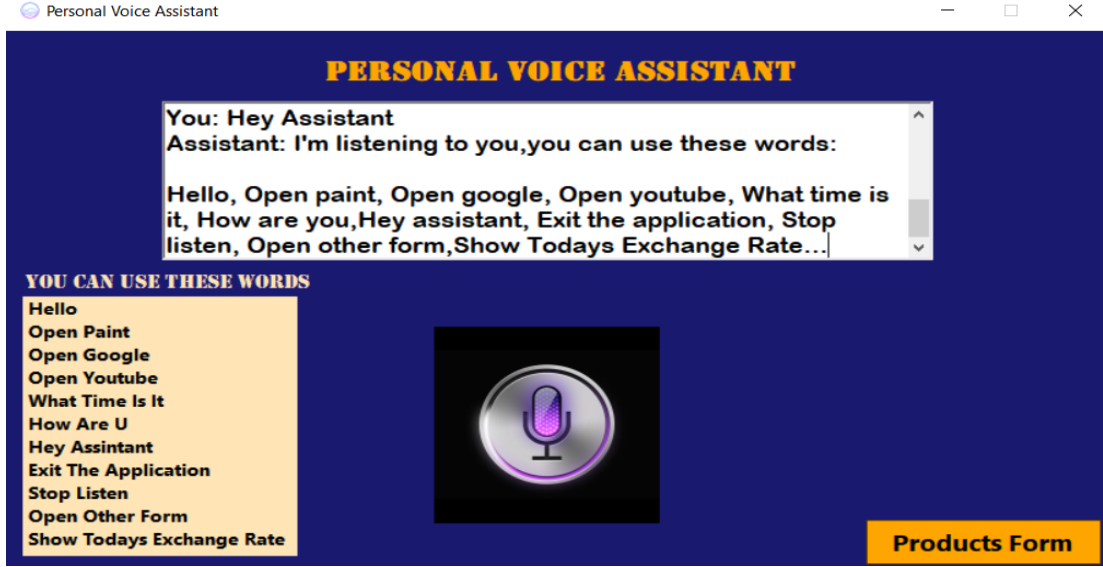 Personal Voice Assistant
PERSONAL VOICE ASSISTANT
You: Hey Assistant
Assistant: I'm listening to you,you can use these words:
Hello, Open paint, Open google, Open youtube, What time is
it, How are you,Hey assistant, Exit the application, Stop
listen, Open other form,Show Todays Exchange Rate...
YOU CAN USE THESE WORDS
Hello
Open Paint
Open Google
Open Youtube
What Time Is It
How Are U
Hey Assintant
Exit The Application
Stop Listen
Open Other Form
Show Todays Exchange Rate
Products Form